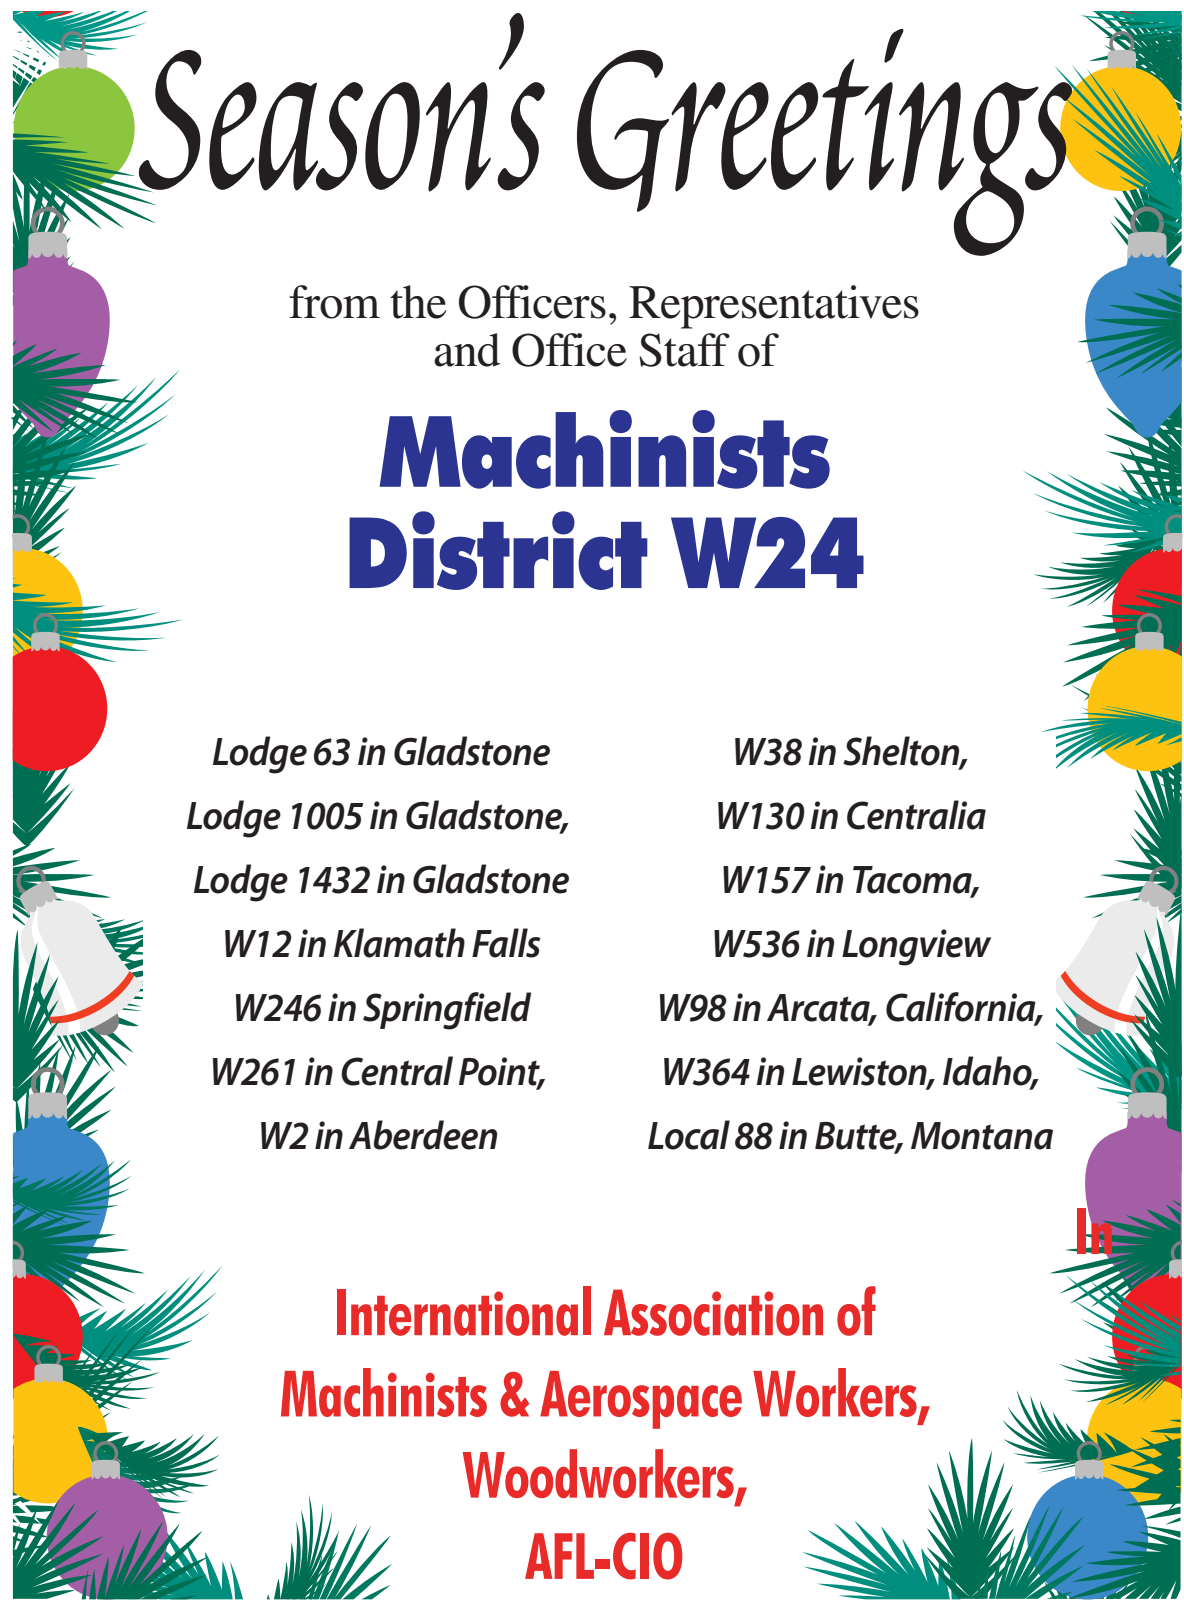 Season's Greetings
from the Officers, Representatives
and Office Staff of
Machinists
District W24
Lodge 63 in Gladstone
Lodge 1005 in Gladstone,
Lodge 1432 in Gladstone
W12 in Klamath Falls
W246 in Springfield
W261 in Central Point,
W2 in Aberdeen
W38 in Shelton,
W130 in Centralia
W157 in Tacoma,
W536 in Longview
W98 in Arcata, California,
W364 in Lewiston, Idaho,
Local 88 in Butte, Montana
In
International Association of
Machinists & Aerospace Workers,
Woodworkers,
AFL-CIO